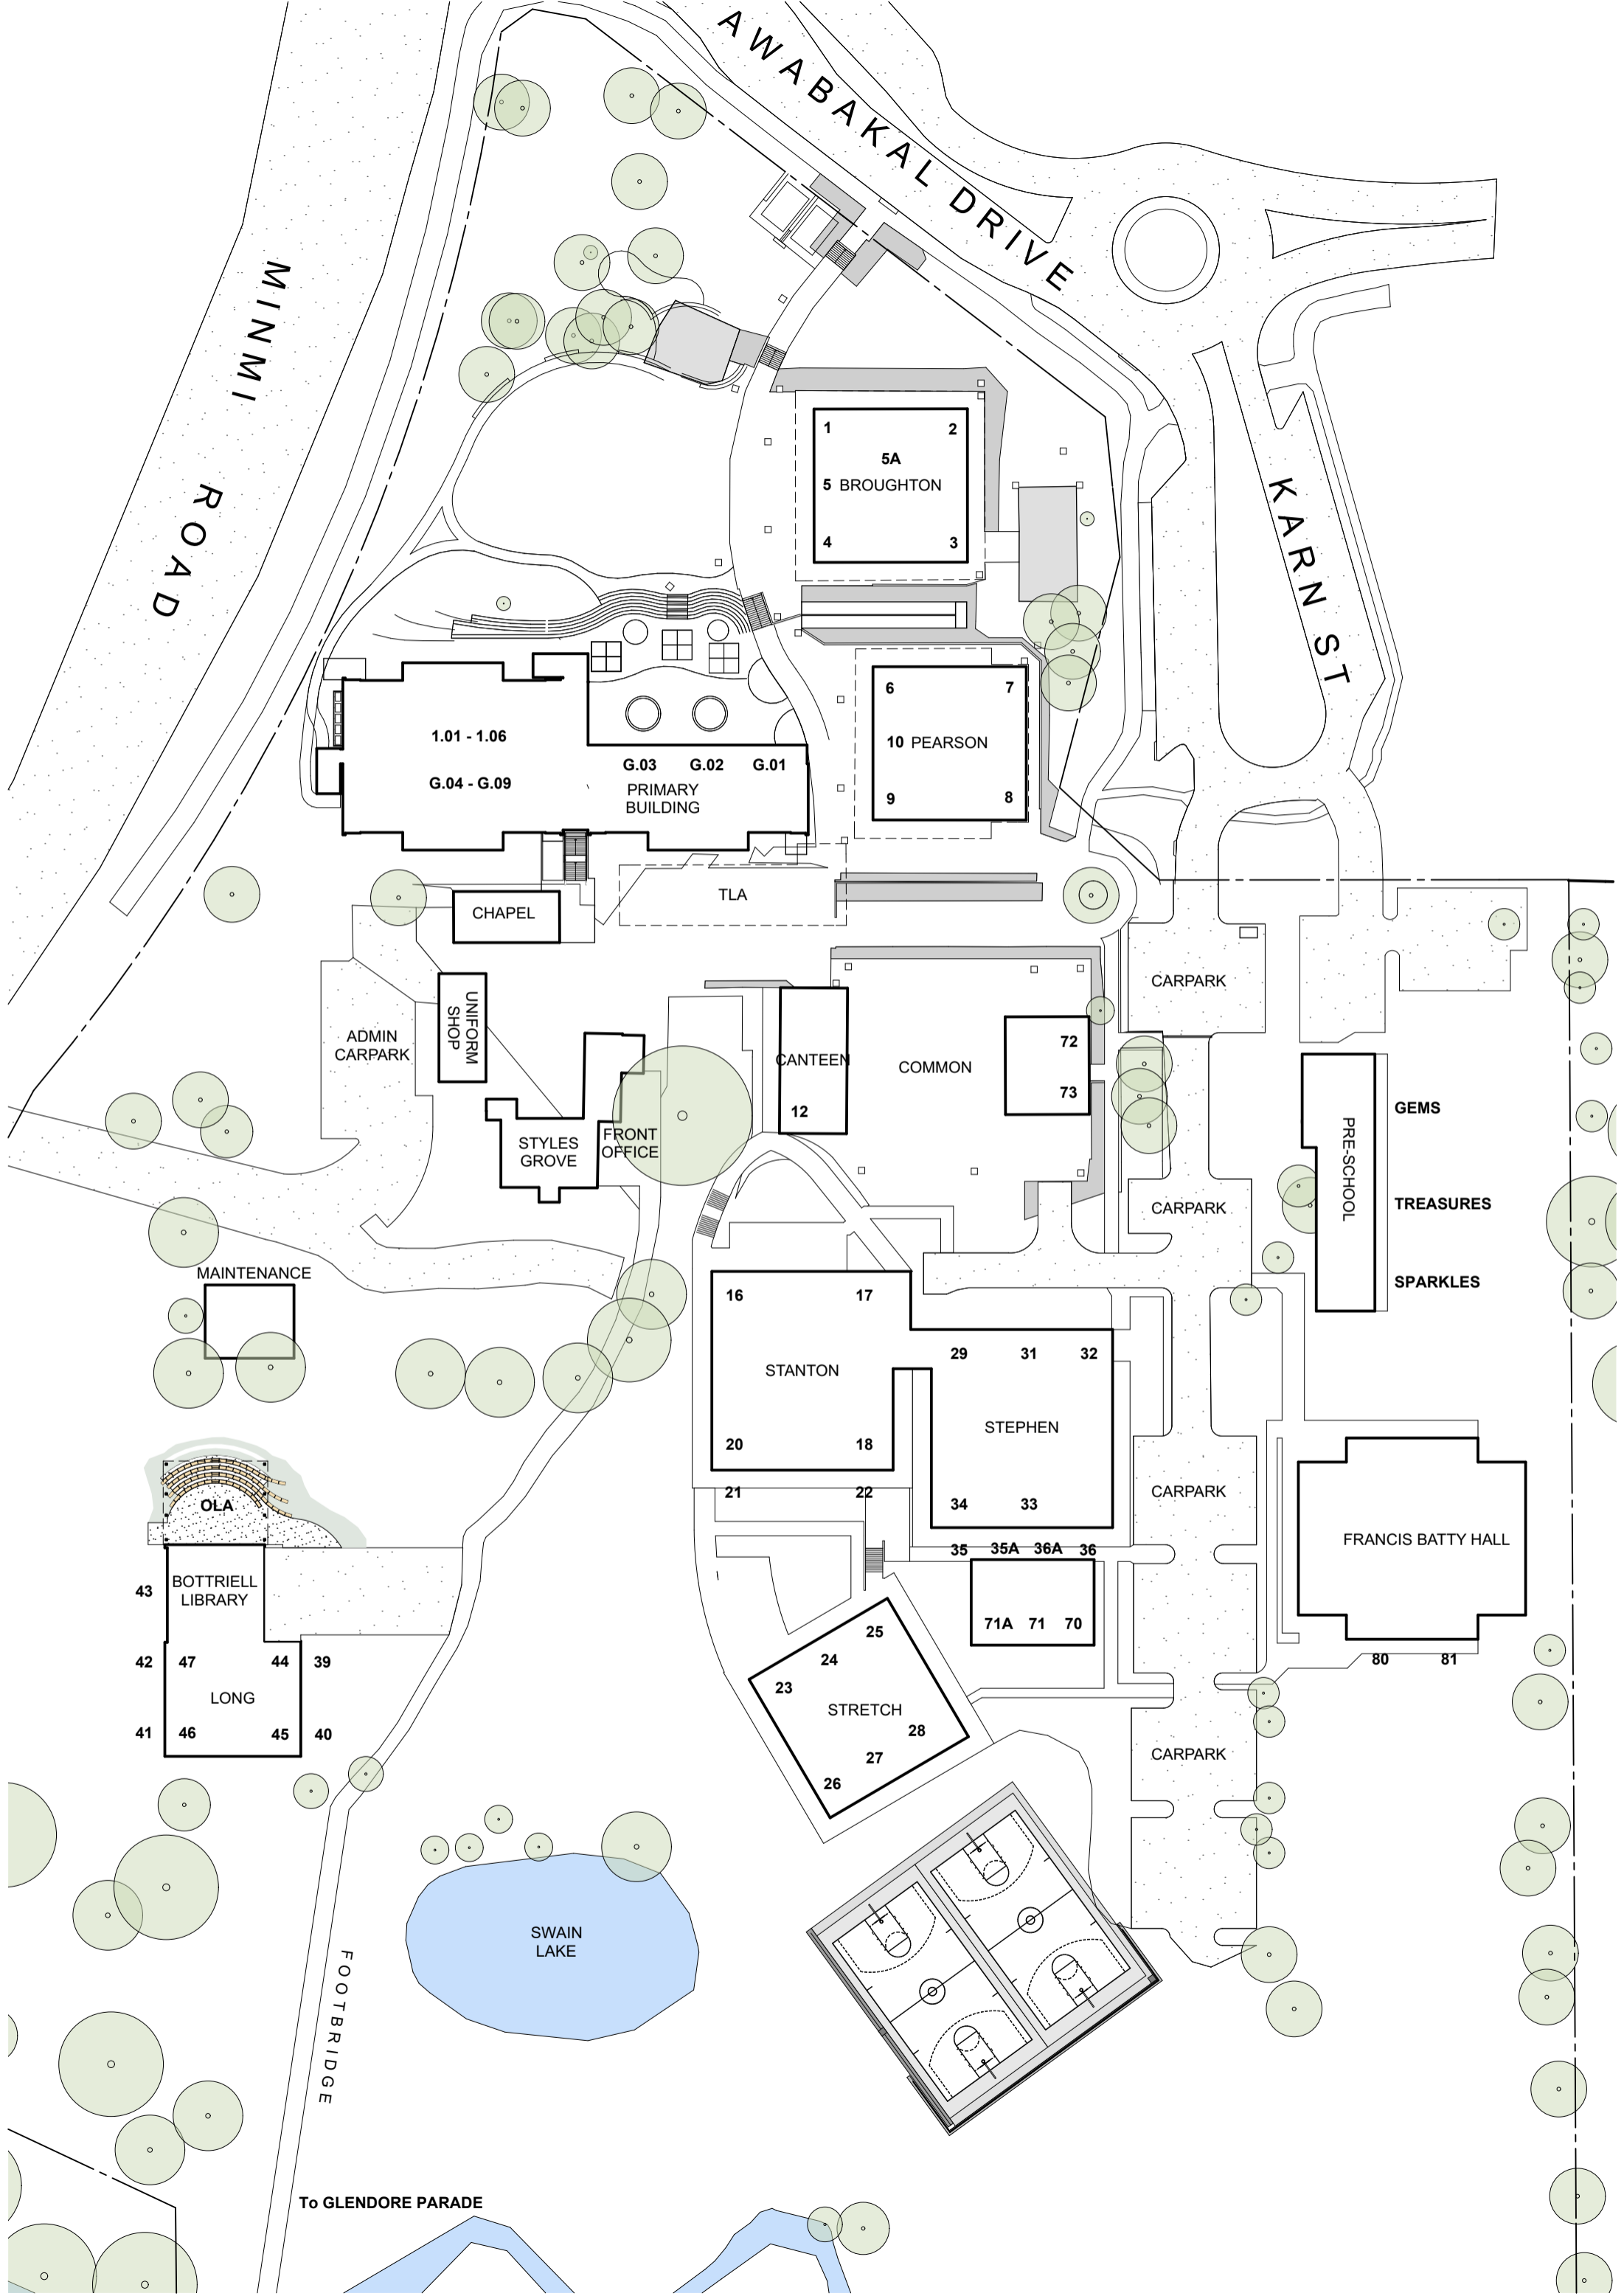 AWABAKAL DRIVE
MINMI ROAD
KARN ST
1
2
5A
5 BROUGHTON
4
3
6
7
10 PEARSON
9
8
1.01 - 1.06
G.04 - G.09
G.03
G.02
G.01
PRIMARY
BUILDING
TLA
CHAPEL
UNIFORM
SHOP
ADMIN
CARPARK
CARPARK
CANTEEN
12
COMMON
72
73
STYLES
GROVE
FRONT
OFFICE
PRE-SCHOOL
GEMS
TREASURES
SPARKLES
CARPARK
MAINTENANCE
16
17
STANTON
20
18
21
22
29
31
32
STEPHEN
34
33
35
35A
36A
36
71A
71
70
CARPARK
FRANCIS BATTY HALL
80
81
OLA
43
BOTTRIELL
LIBRARY
42
47
44
39
LONG
41
46
45
40
25
24
23
STRETCH
28
27
26
CARPARK
SWAIN
LAKE
FOOTBRIDGE
To GLENDORE PARADE